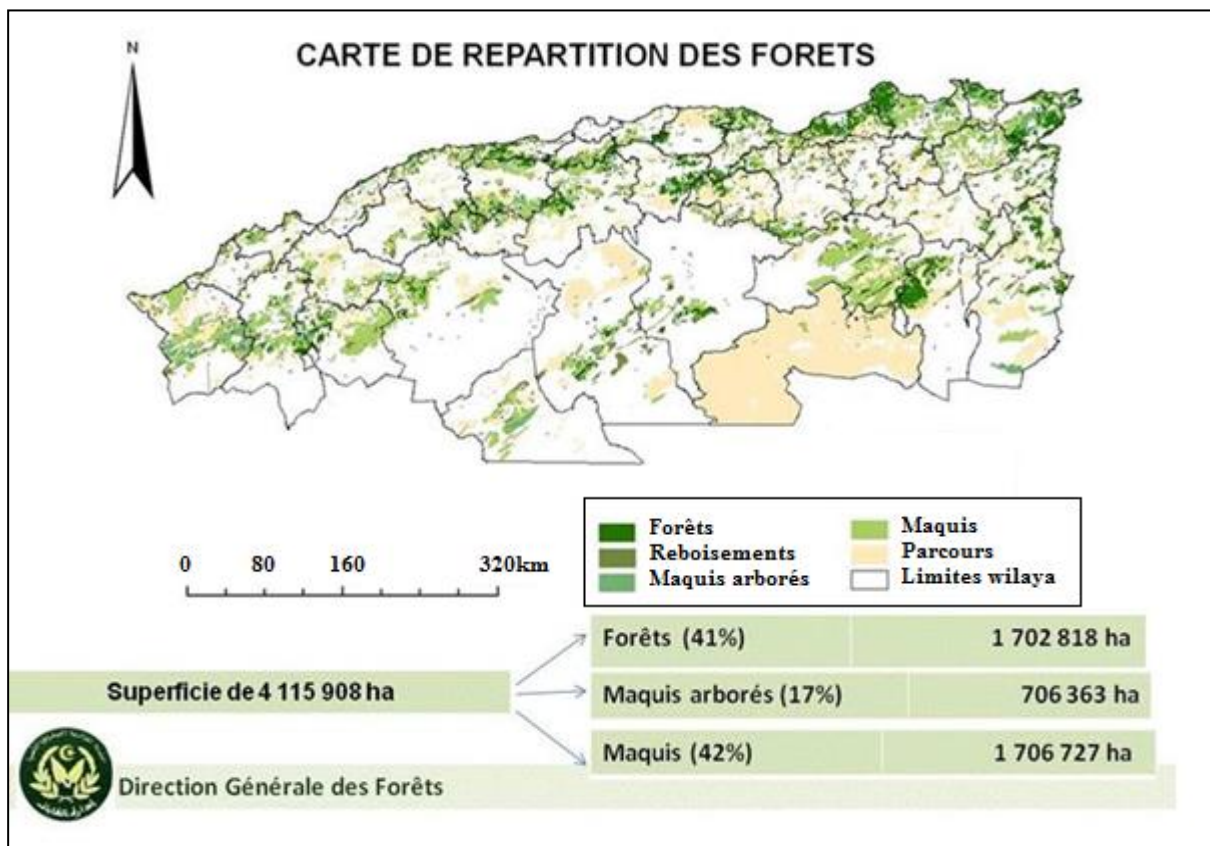 CARTE DE REPARTITION DES FORETS
N
Forêts
Reboisements
Maquis arborés
Maquis
Parcours
Limites wilaya
0 80 160 320km
Superficie de 4 115 908 ha
Forêts (41%) 1 702 818 ha
Maquis arborés (17%) 706 363 ha
Maquis (42%) 1 706 727 ha
Direction Générale des Forêts